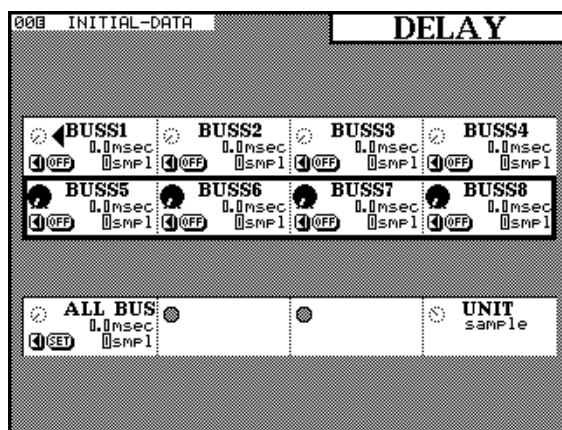 00B INITIAL-DATA
DELAY
BUSS1 BUSS2 BUSS3 BUSS4
0.0msec 0.0msec 0.0msec 0.0msec
OFF 0smpl OFF 0smpl OFF 0smpl OFF 0smpl
BUSS5 BUSS6 BUSS7 BUSS8
0.0msec 0.0msec 0.0msec 0.0msec
OFF 0smpl OFF 0smpl OFF 0smpl OFF 0smpl
ALL BUS UNIT
0.0msec sample
SET 0smpl